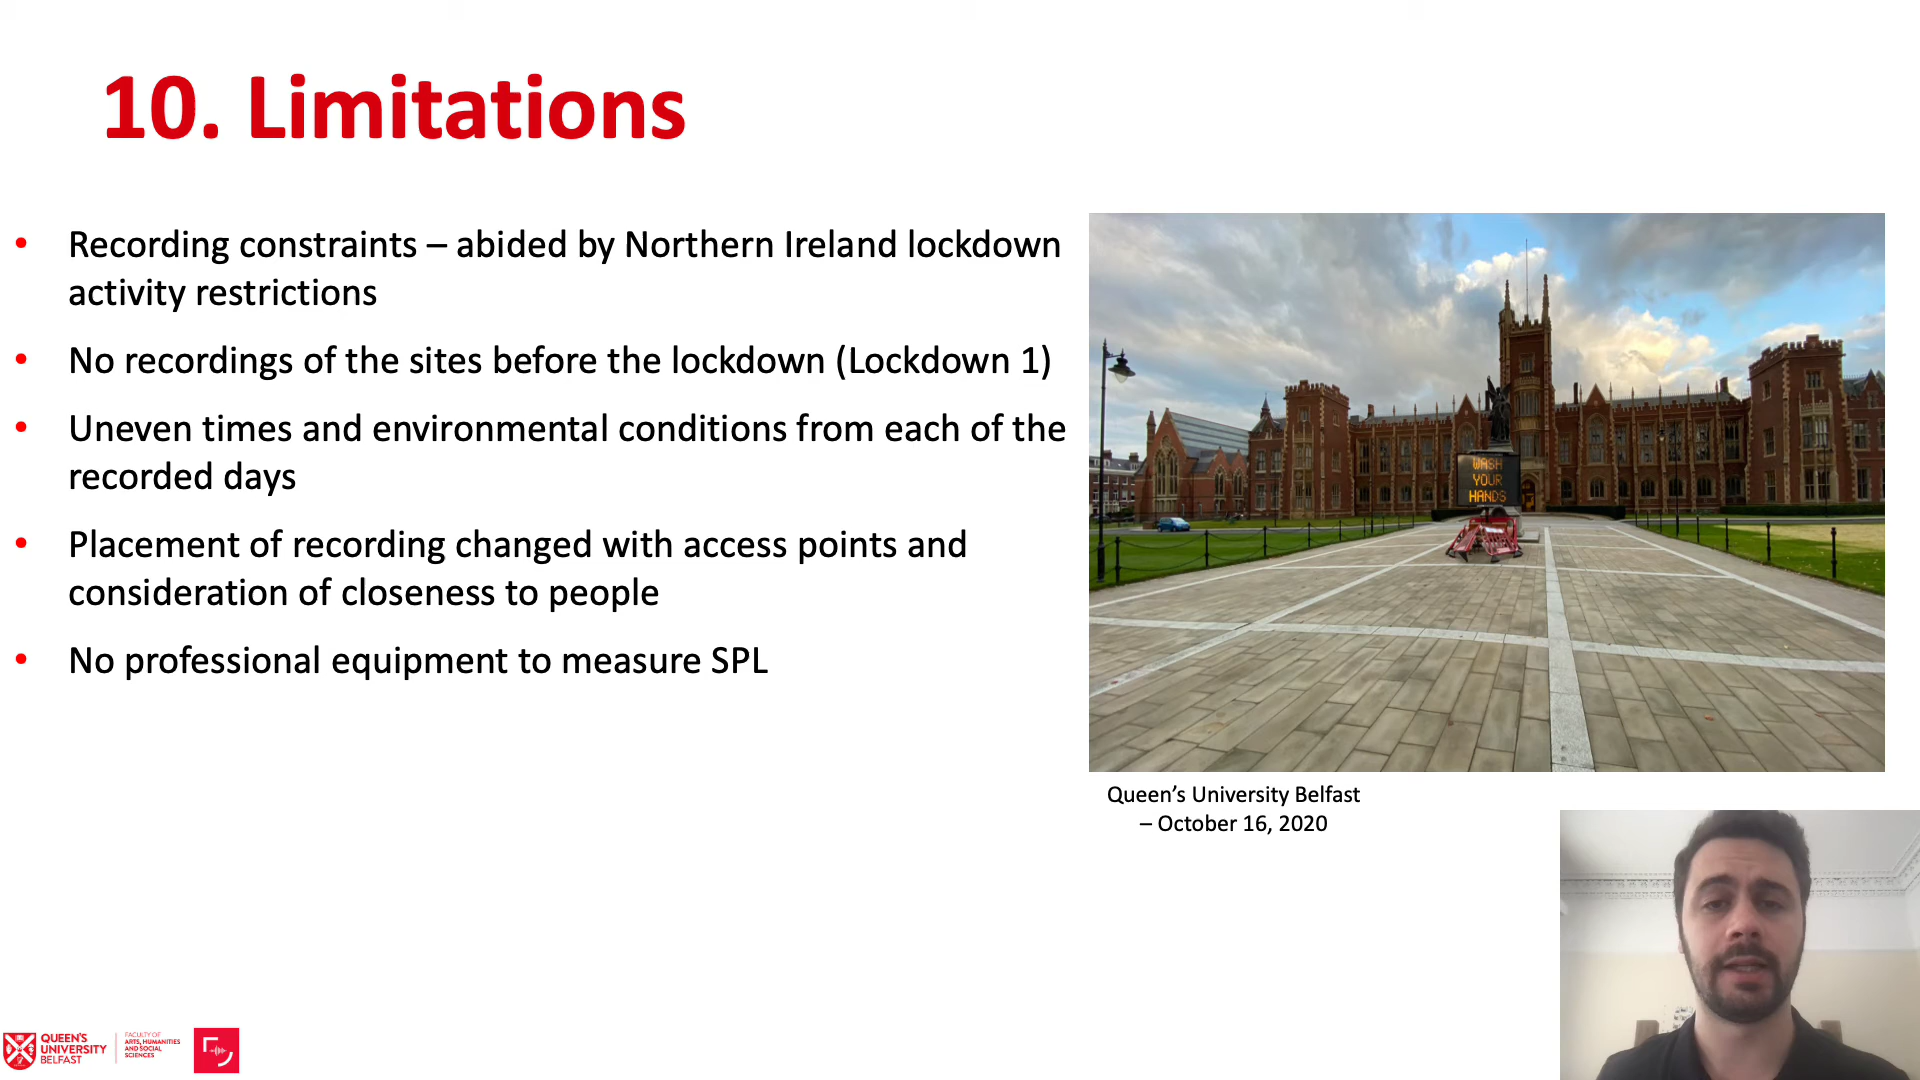 10. Limitations
• Recording constraints – abided by Northern Ireland lockdown
activity restrictions
• No recordings of the sites before the lockdown (Lockdown 1)
• Uneven times and environmental conditions from each of the
recorded days
• Placement of recording changed with access points and
consideration of closeness to people
• No professional equipment to measure SPL
WASH
YOUR
HANDS
Queen’s University Belfast
– October 16, 2020
QUEEN'S
UNIVERSITY
BELFAST
FACULTY OF
ARTS, HUMANITIES
AND SOCIAL
SCIENCES